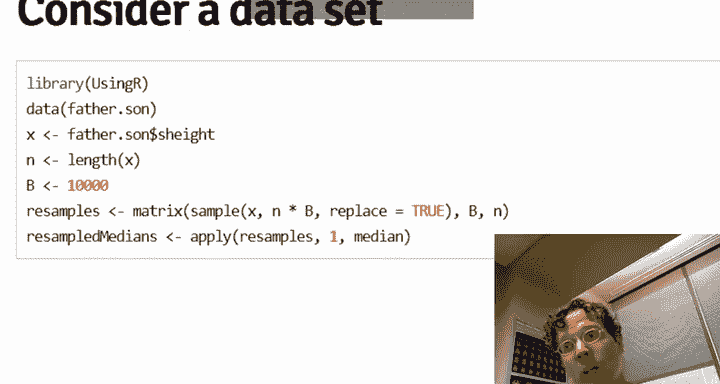 Consider a data set
library(UsingR)
data(father.son)
x <- father.son$sheight
n <- length(x)
B <- 10000
resamples <- matrix(sample(x, n * B, replace = TRUE), B, n)
resampledMedians <- apply(resamples, 1, median)